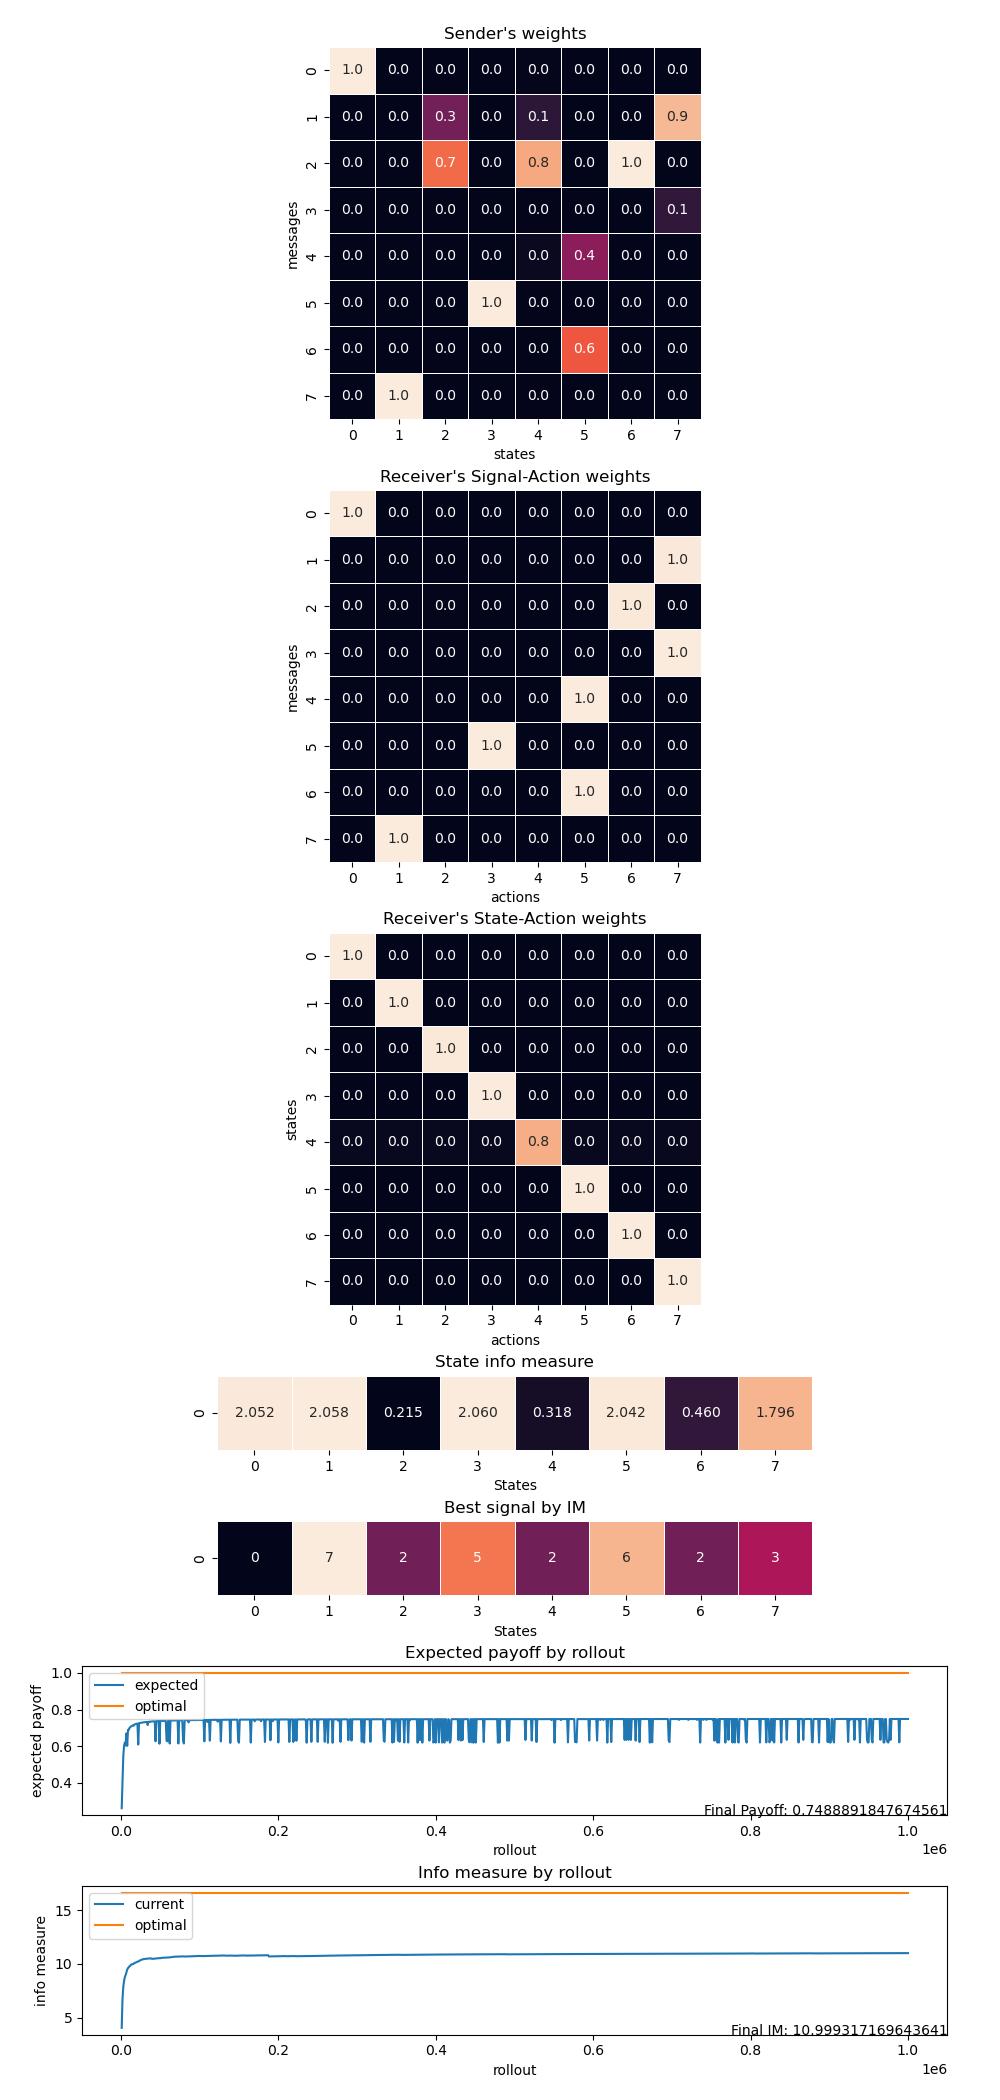 Sender's weights
0 1.0 0.0 0.0 0.0 0.0 0.0 0.0 0.0
1 0.0 0.0 0.3 0.0 0.1 0.0 0.0 0.9
2 0.0 0.0 0.7 0.0 0.8 0.0 1.0 0.0
3 0.0 0.0 0.0 0.0 0.0 0.0 0.0 0.1
4 0.0 0.0 0.0 0.0 0.0 0.4 0.0 0.0
5 0.0 0.0 0.0 1.0 0.0 0.0 0.0 0.0
6 0.0 0.0 0.0 0.0 0.0 0.6 0.0 0.0
7 0.0 1.0 0.0 0.0 0.0 0.0 0.0 0.0
messages
0 1 2 3 4 5 6 7
states
Receiver's Signal-Action weights
0 1.0 0.0 0.0 0.0 0.0 0.0 0.0 0.0
1 0.0 0.0 0.0 0.0 0.0 0.0 0.0 1.0
2 0.0 0.0 0.0 0.0 0.0 0.0 1.0 0.0
3 0.0 0.0 0.0 0.0 0.0 0.0 0.0 1.0
4 0.0 0.0 0.0 0.0 0.0 1.0 0.0 0.0
5 0.0 0.0 0.0 1.0 0.0 0.0 0.0 0.0
6 0.0 0.0 0.0 0.0 0.0 1.0 0.0 0.0
7 0.0 1.0 0.0 0.0 0.0 0.0 0.0 0.0
messages
0 1 2 3 4 5 6 7
actions
Receiver's State-Action weights
0 1.0 0.0 0.0 0.0 0.0 0.0 0.0 0.0
1 0.0 1.0 0.0 0.0 0.0 0.0 0.0 0.0
2 0.0 0.0 1.0 0.0 0.0 0.0 0.0 0.0
3 0.0 0.0 0.0 1.0 0.0 0.0 0.0 0.0
4 0.0 0.0 0.0 0.0 0.8 0.0 0.0 0.0
5 0.0 0.0 0.0 0.0 0.0 1.0 0.0 0.0
6 0.0 0.0 0.0 0.0 0.0 0.0 1.0 0.0
7 0.0 0.0 0.0 0.0 0.0 0.0 0.0 1.0
states
0 1 2 3 4 5 6 7
actions
State info measure
0 2.052 2.058 0.215 2.060 0.318 2.042 0.460 1.796
0 1 2 3 4 5 6 7
States
Best signal by IM
0 0 7 2 5 2 6 2 3
0 1 2 3 4 5 6 7
States
Expected payoff by rollout
expected payoff
1.0
0.8
0.6
0.4
expected
optimal
Final Payoff: 0.7488891847674561
0.0 0.2 0.4 0.6 0.8 1.0
rollout
1e6
Info measure by rollout
info measure
15
10
5
current
optimal
Final IM: 10.999317169643641
0.0 0.2 0.4 0.6 0.8 1.0
rollout
1e6